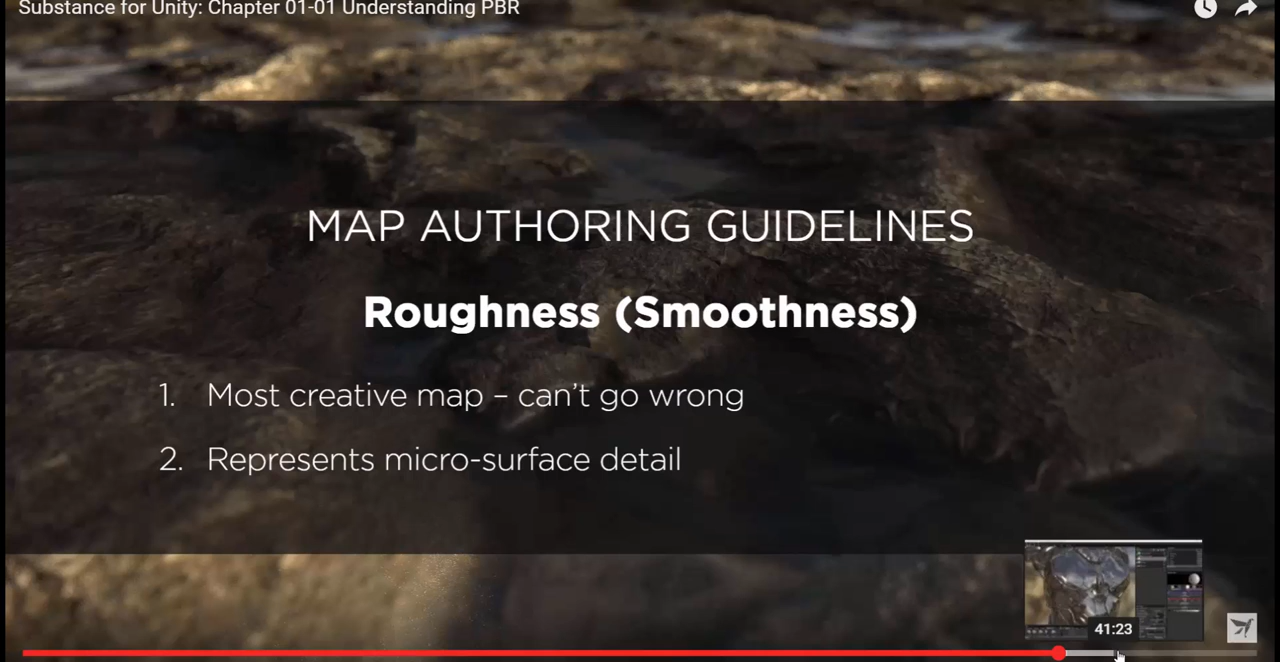 Substance for Unity: Chapter 01-01 Understanding PBR
MAP AUTHORING GUIDELINES
Roughness (Smoothness)
1. Most creative map – can't go wrong
2. Represents micro-surface detail
41:23